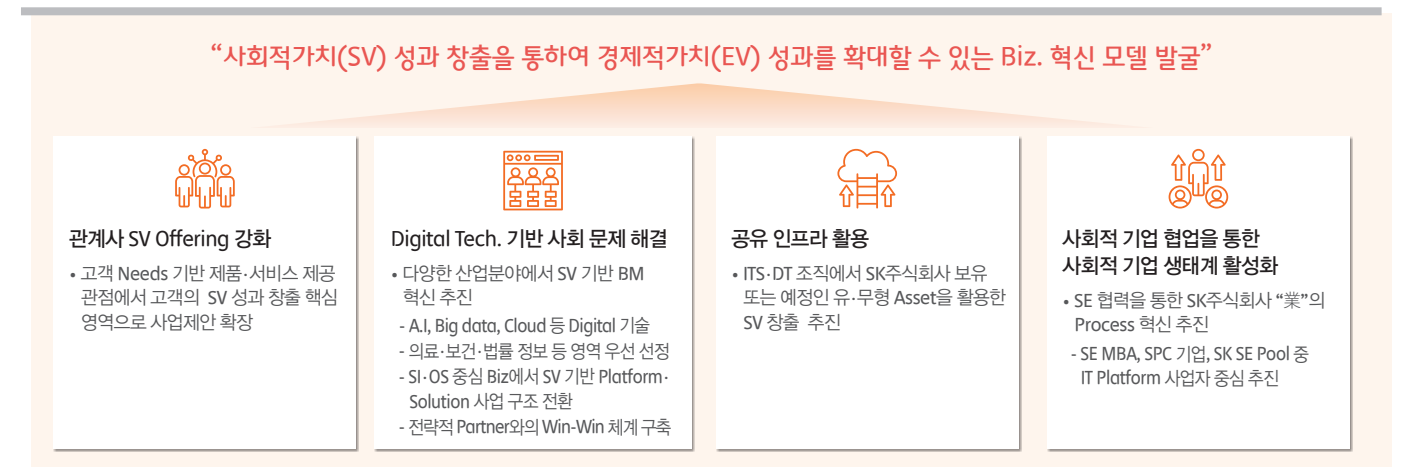 “사회적가치(SV) 성과 창출을 통하여 경제적가치(EV) 성과를 확대할 수 있는 Biz. 혁신 모델 발굴”
관계사 SV Offering 강화
• 고객 Needs 기반 제품·서비스 제공
관점에서 고객의 SV 성과 창출 핵심
영역으로 사업제안 확장
Digital Tech. 기반 사회 문제 해결
• 다양한 산업분야에서 SV 기반 BM
혁신 추진
- A.I, Big data, Cloud 등 Digital 기술
- 의료·보건·법률 정보 등 영역 우선 선정
- SI·OS 중심 Biz에서 SV 기반 Platform·
Solution 사업 구조 전환
- 전략적 Partner와의 Win-Win 체계 구축
공유 인프라 활용
• ITS·DT 조직에서 SK주식회사 보유
또는 예정인 유·무형 Asset을 활용한
SV 창출 추진
사회적 기업 협업을 통한
사회적 기업 생태계 활성화
• SE 협력을 통한 SK주식회사 “業”의
Process 혁신 추진
- SE MBA, SPC 기업, SK SE Pool 중
IT Platform 사업자 중심 추진